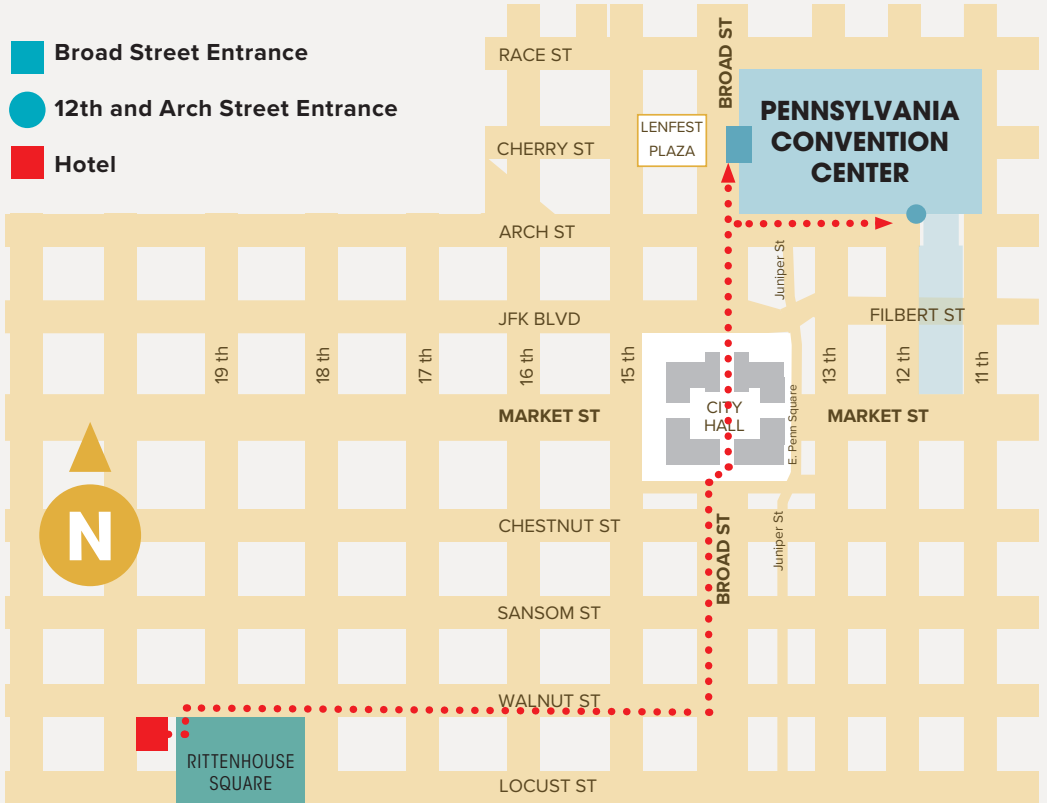 Broad Street Entrance
12th and Arch Street Entrance
Hotel
RACE ST
BROAD ST
PENNSYLVANIA
CONVENTION
CENTER
LENFEST
PLAZA
CHERRY ST
ARCH ST
Juniper St
JFK BLVD
FILBERT ST
19 th
18 th
17 th
16 th
15 th
13 th
12 th
11 th
MARKET ST
CITY
HALL
E. Penn Square
MARKET ST
N
CHESTNUT ST
BROAD ST
Juniper St
SANSOM ST
WALNUT ST
RITTENHOUSE
SQUARE
LOCUST ST